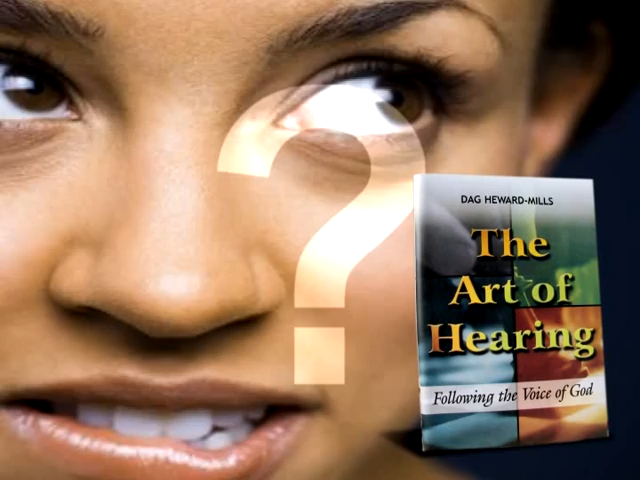 ?
DAG HEWARD-MILLS
The
Art of
Hearing
Following the Voice of God